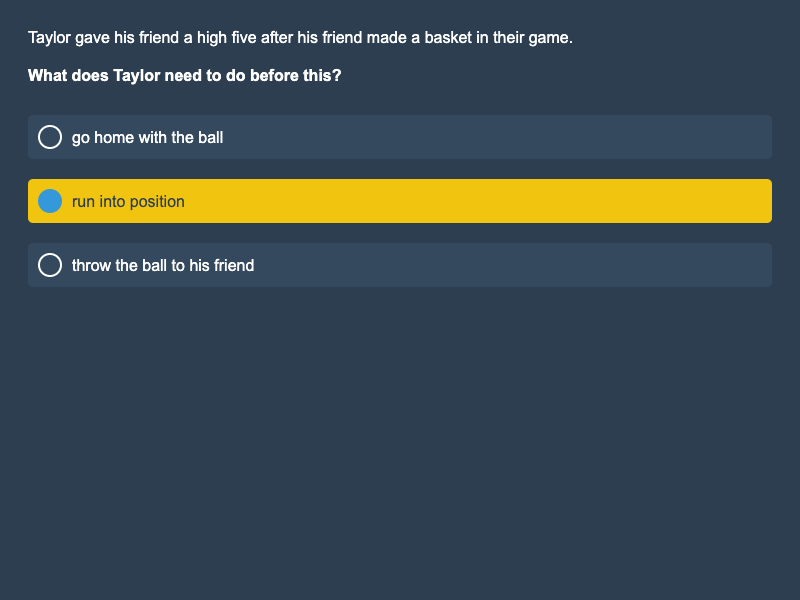 Taylor gave his friend a high five after his friend made a basket in their game.
What does Taylor need to do before this?
go home with the ball
run into position
throw the ball to his friend